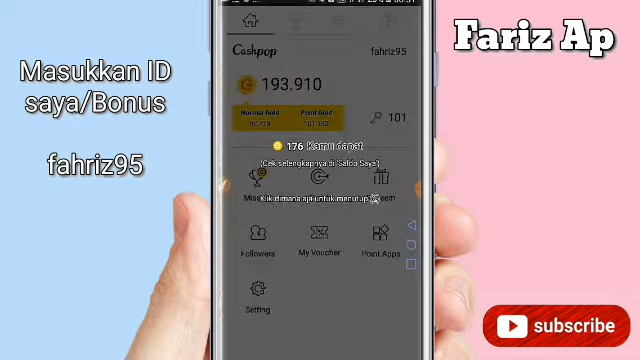 Fariz Ap
Masukkan ID
saya/Bonus
fahriz95
Cashpop
fahriz95
193.910
Normal Gold
Point Gold
101
176 Kamu dapat
(Cek selengkapnya di 'Saldo Saya')
Klik dimana aja untuk menutup
Followers
My Voucher
Point Apps
Setting
subscribe